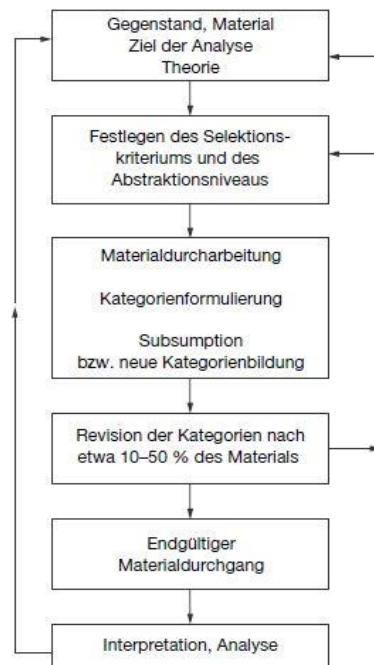 Gegenstand, Material
Ziel der Analyse
Theorie
Festlegen des Selektions-
kriteriums und des
Abstraktionsniveaus
Materialdurcharbeitung
Kategorienformulierung
Subsumption
bzw. neue Kategorienbildung
Revision der Kategorien nach
etwa 10–50 % des Materials
Endgültiger
Materialdurchgang
Interpretation, Analyse